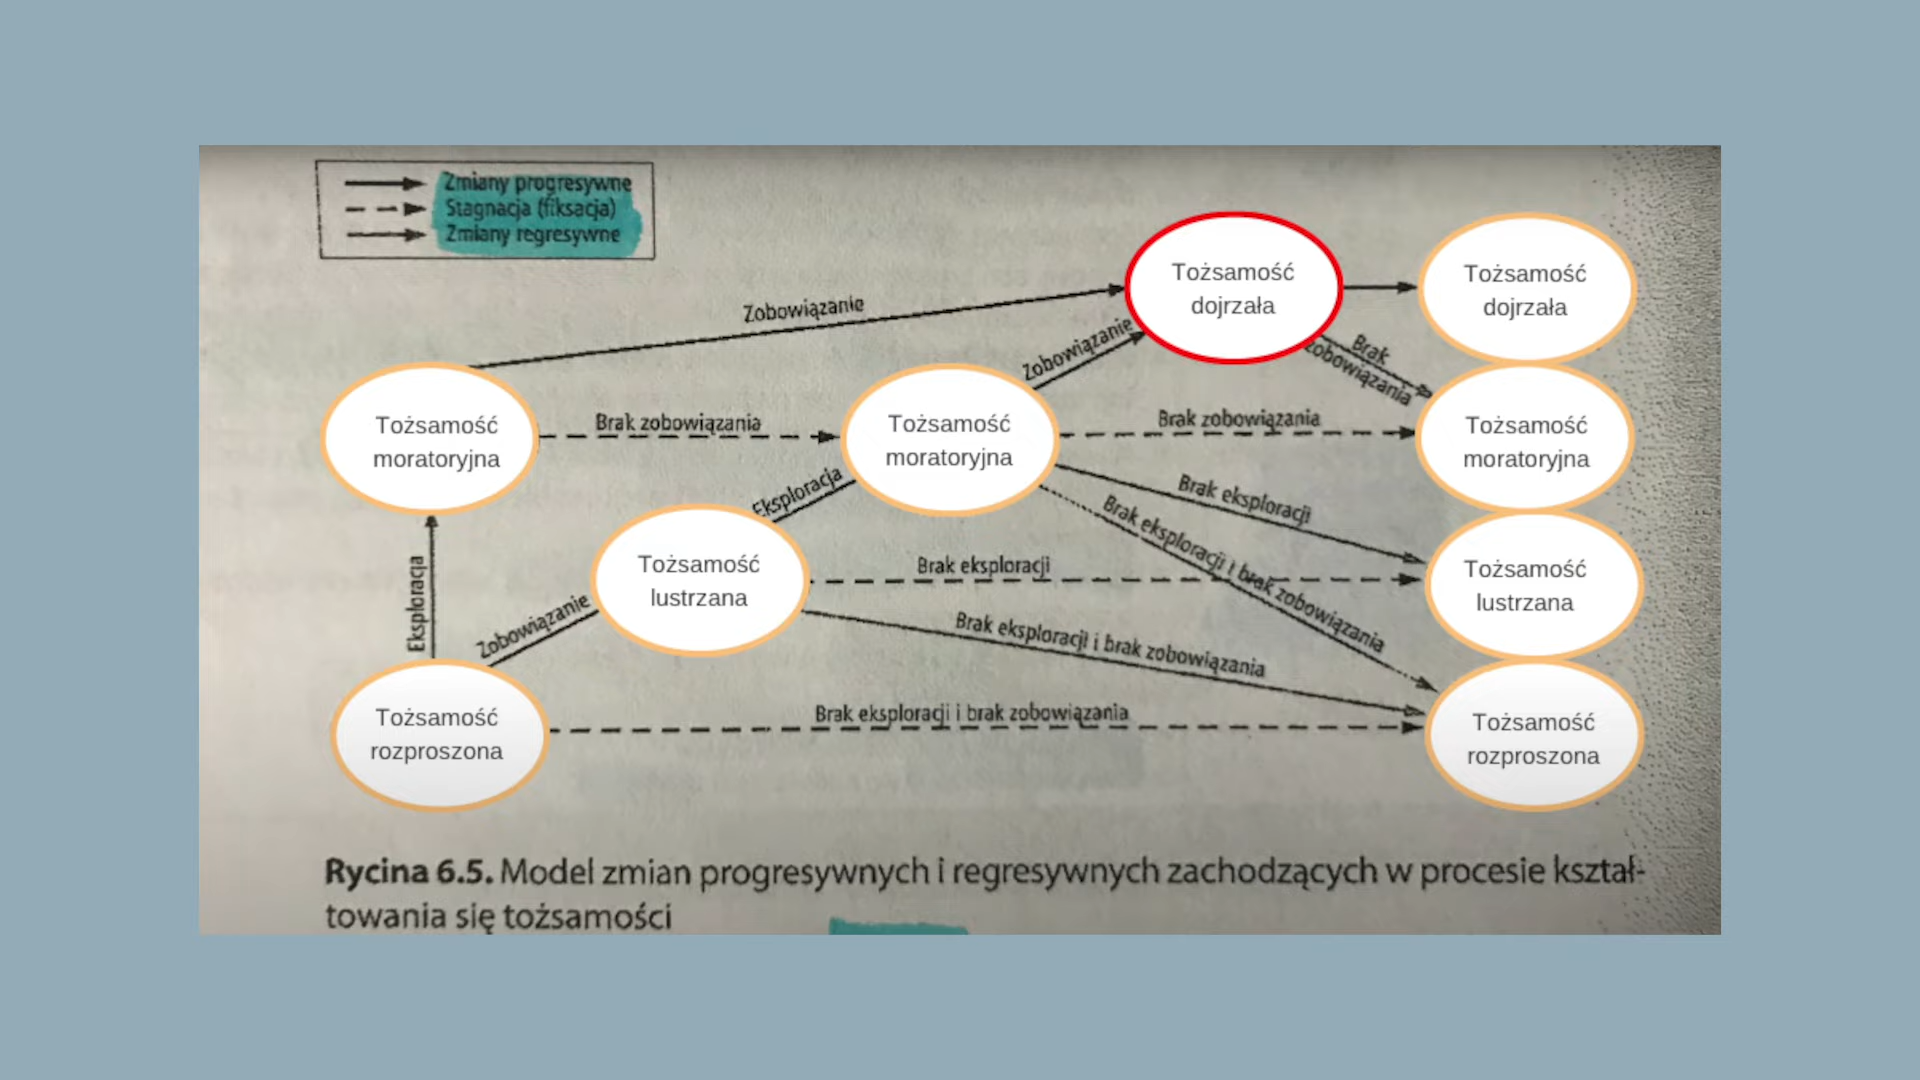 Zmiany progresywne
Stagnacja (fiksacja)
Zmiany regresywne
Tożsamość
dojrzała
Tożsamość
dojrzała
Zobowiązanie
Zobowiązanie
Brak
zobowiązania
Tożsamość
moratoryjna
Brak zobowiązania
Tożsamość
moratoryjna
Brak zobowiązania
Tożsamość
moratoryjna
Eksploracja
Brak eksploracji
Brak eksploracji i brak zobowiązania
Eksploracja
Zobowiązanie
Tożsamość
lustrzana
Brak eksploracji
Tożsamość
lustrzana
Brak eksploracji i brak zobowiązania
Tożsamość
rozproszona
Brak eksploracji i brak zobowiązania
Tożsamość
rozproszona
Rycina 6.5. Model zmian progresywnych i regresywnych zachodzących w procesie kształ-
towania się tożsamości